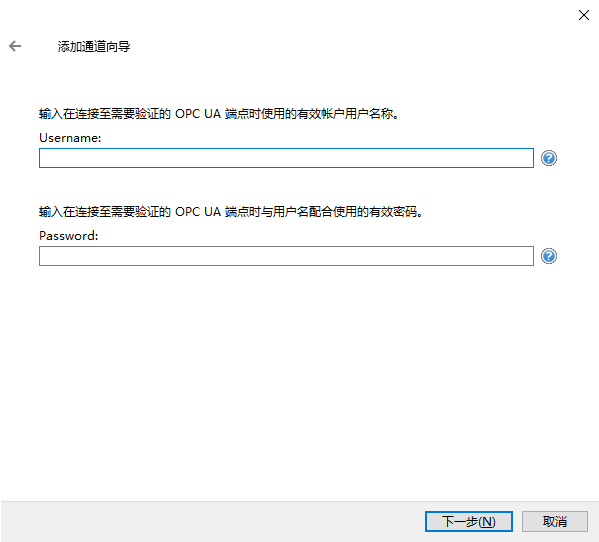 添加通道向导
输入在连接至需要验证的 OPC UA 端点时使用的有效帐户用户名称。
Username:
输入在连接至需要验证的 OPC UA 端点时与用户名配合使用的有效密码。
Password:
下一步(N)
取消